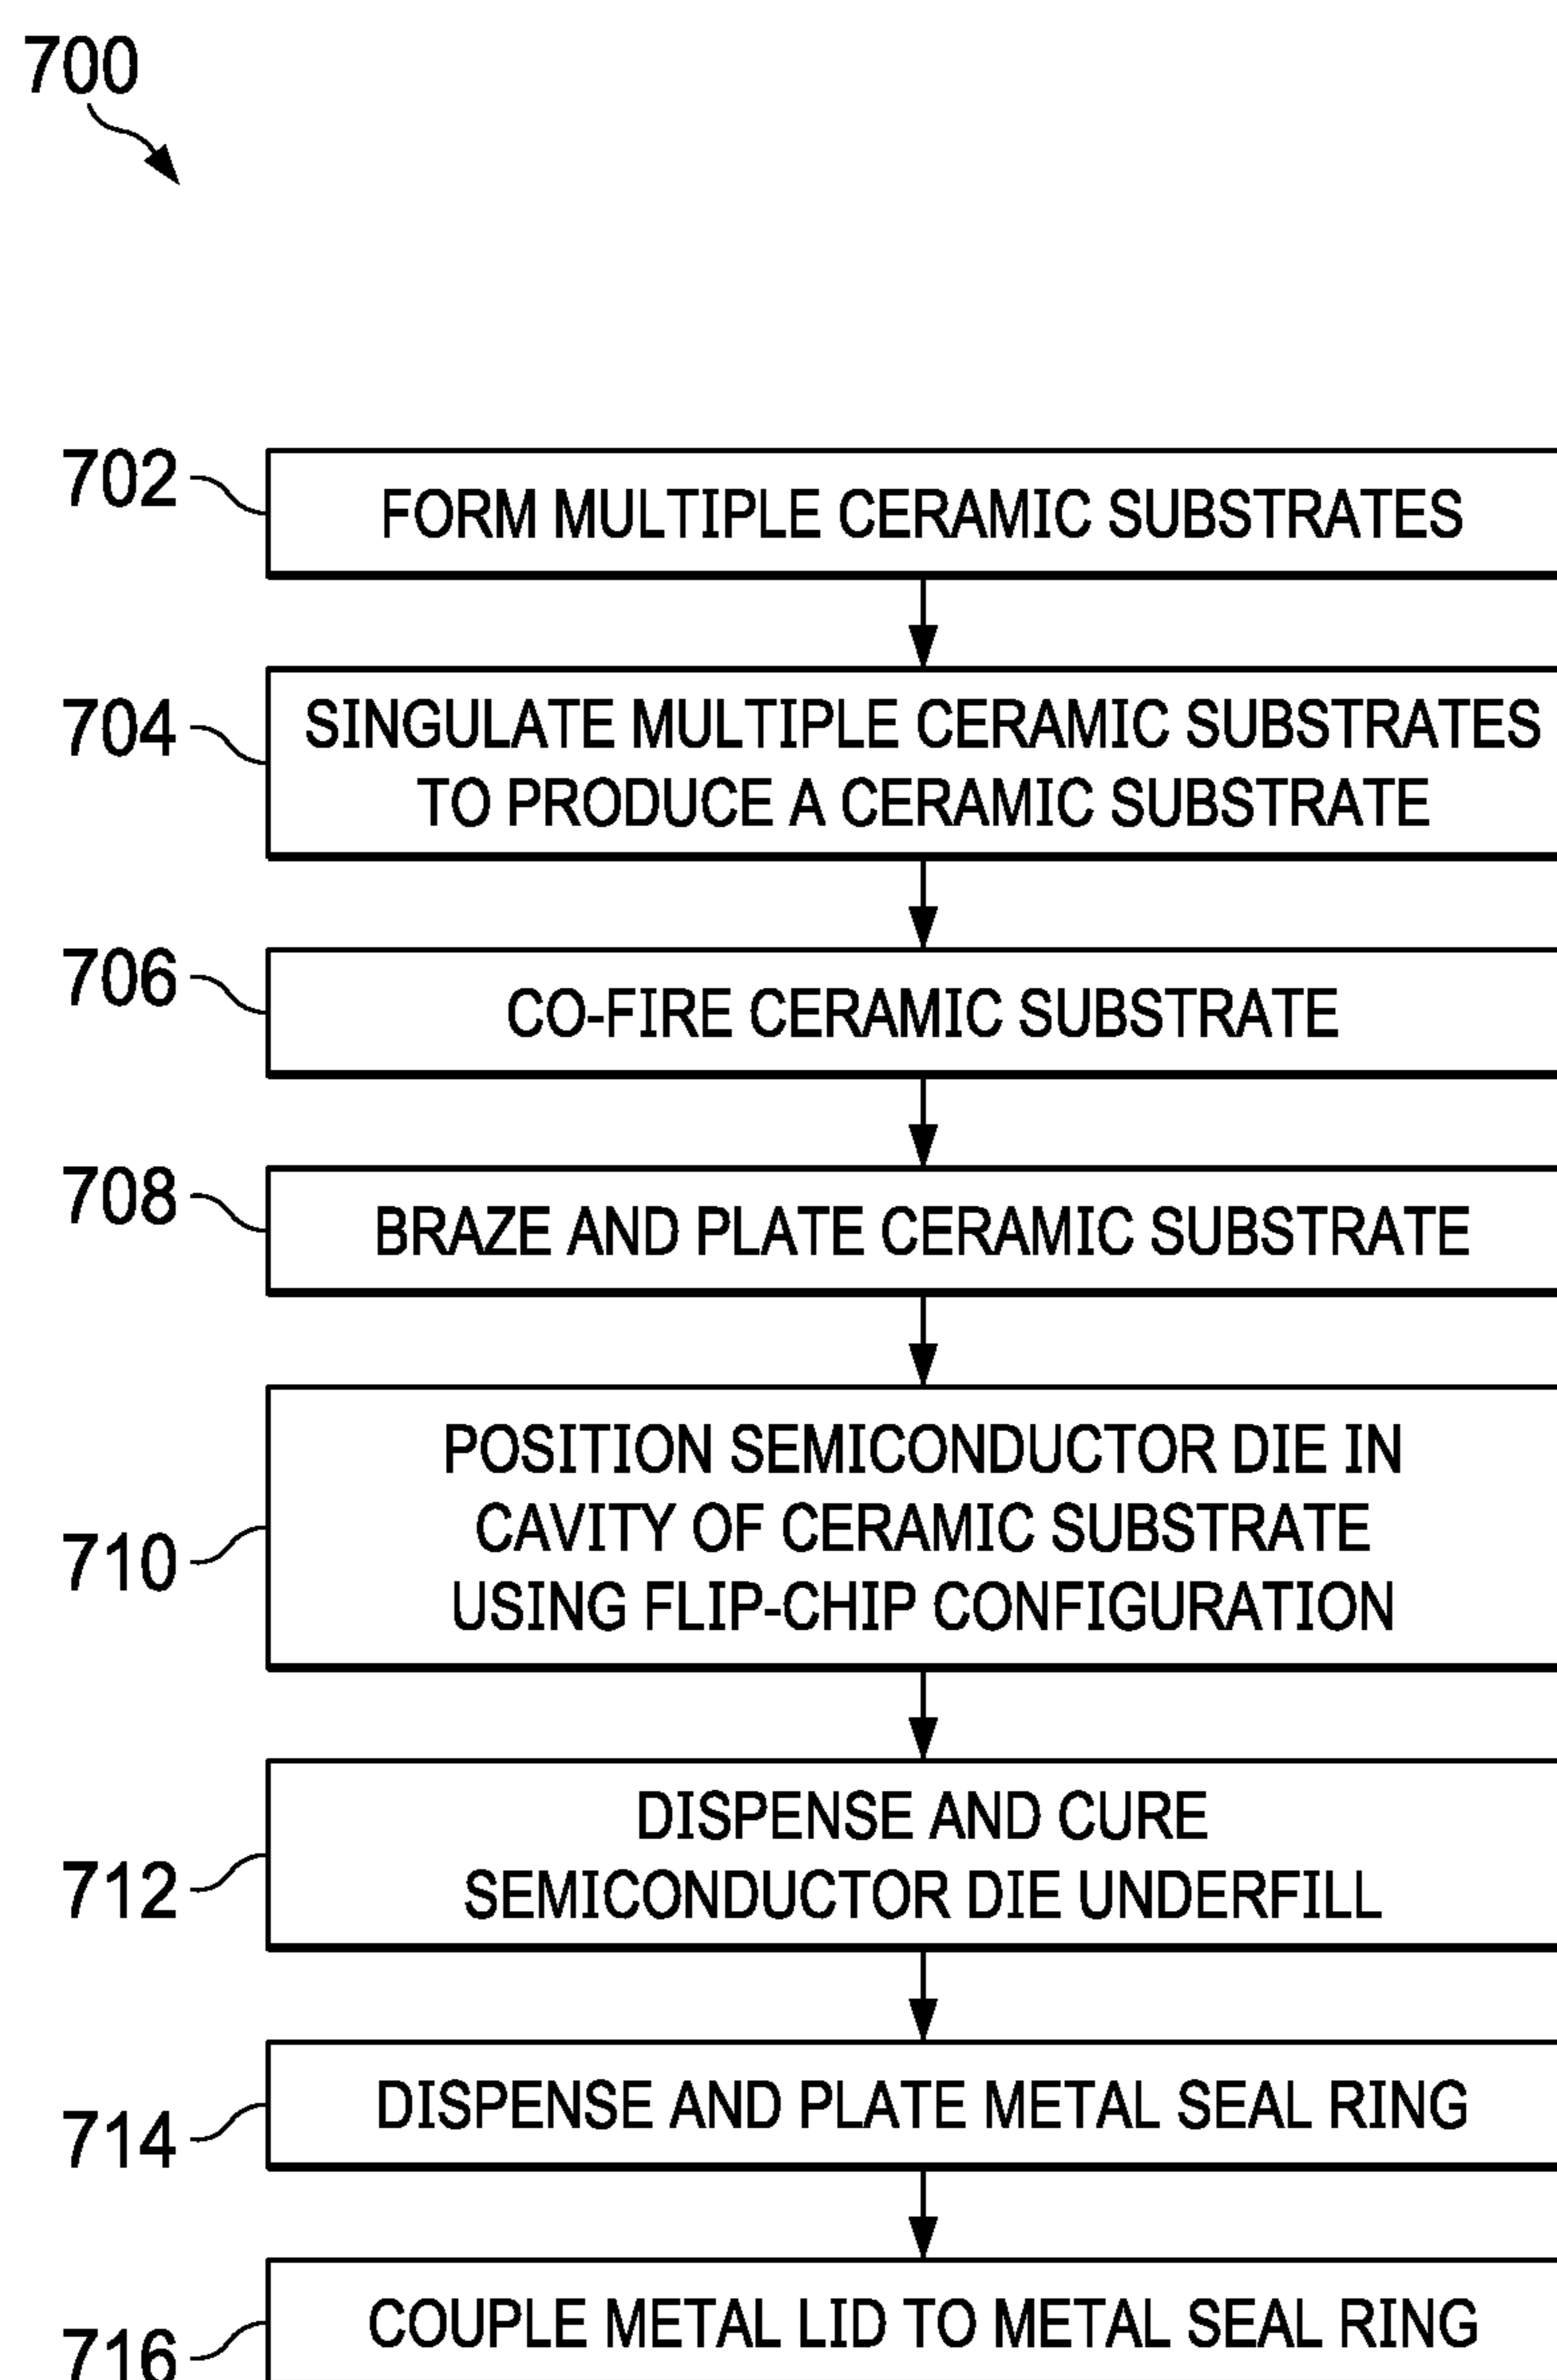 700
702
FORM MULTIPLE CERAMIC SUBSTRATES
704
SINGULATE MULTIPLE CERAMIC SUBSTRATES
TO PRODUCE A CERAMIC SUBSTRATE
706
CO-FIRE CERAMIC SUBSTRATE
708
BRAZE AND PLATE CERAMIC SUBSTRATE
710
POSITION SEMICONDUCTOR DIE IN
CAVITY OF CERAMIC SUBSTRATE
USING FLIP-CHIP CONFIGURATION
712
DISPENSE AND CURE
SEMICONDUCTOR DIE UNDERFILL
714
DISPENSE AND PLATE METAL SEAL RING
716
COUPLE METAL LID TO METAL SEAL RING